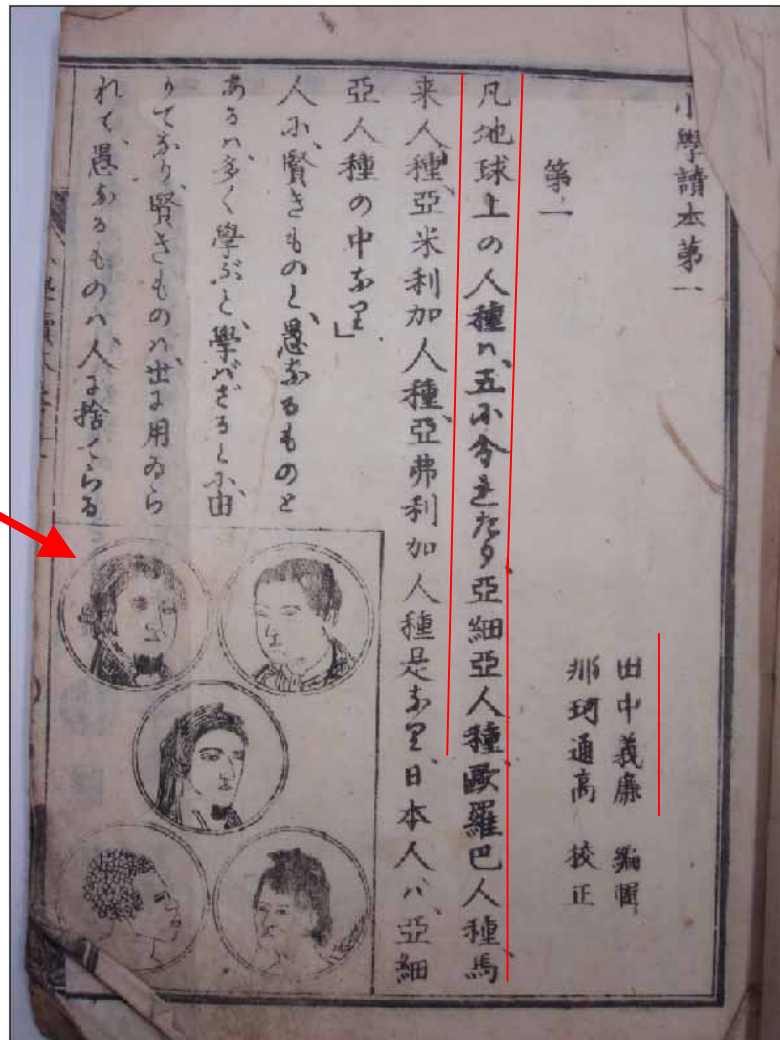 小學讀本第一
田中義廉 編輯
那珂通高 校正
第一
凡地球上の人種ハ、五に分れたり、亞細亞人種、歐羅巴人種、馬
来人種、亞米利加人種、亞弗利加人種是なり、日本人ハ、亞細
亞人種の中なり」
人に、賢きものと、愚なるものと
あるハ、多く學ぶと、學バざるとに、由
りてなり、賢きものハ、世に用ゐら
れて、愚なるものハ、人に捨てらる